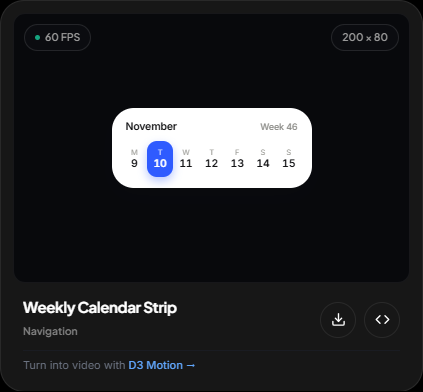 60 FPS
200 × 80
November
Week 46
M T W T F S S
9 10 11 12 13 14 15
Weekly Calendar Strip
Navigation
Turn into video with D3 Motion →